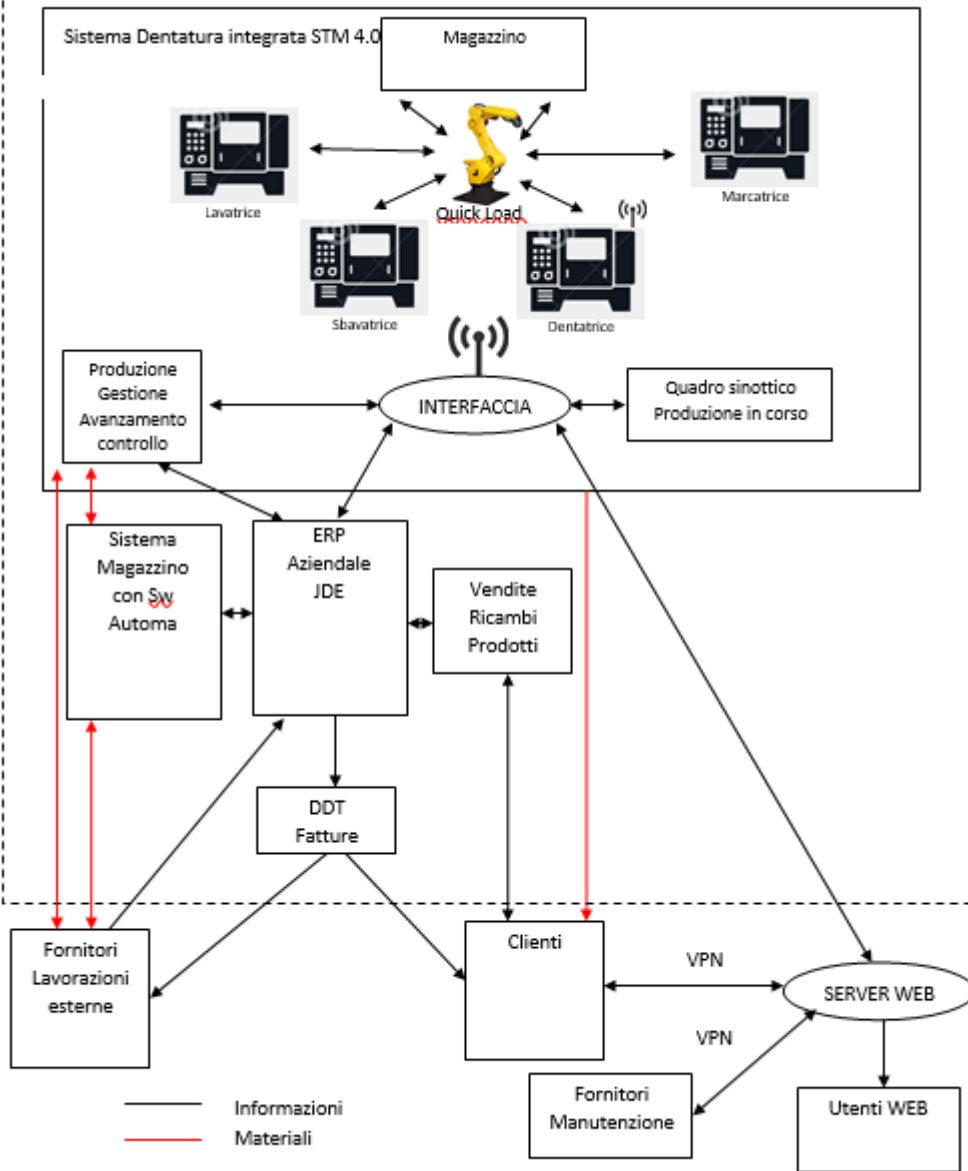 Sistema Dentatura integrata STM 4.0
Magazzino
Lavatrice
Marcatrice
Quick Load
Sbavatrice
Dentatrice
Produzione
Gestione
Avanzamento
controllo
INTERFACCIA
Quadro sinottico
Produzione in corso
Sistema
Magazzino
con Sw
Automa
ERP
Aziendale
JDE
Vendite
Ricambi
Prodotti
DDT
Fatture
Fornitori
Lavorazioni
esterne
Clienti
VPN
SERVER WEB
VPN
Fornitori
Manutenzione
Utenti WEB
Informazioni
Materiali